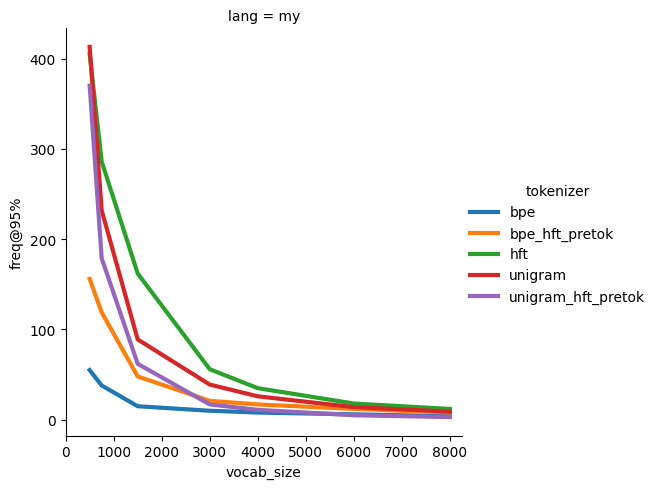 lang = my
400
300
200
100
0
freq@95%
0 1000 2000 3000 4000 5000 6000 7000 8000
vocab_size
tokenizer
bpe
bpe_hft_pretok
hft
unigram
unigram_hft_pretok